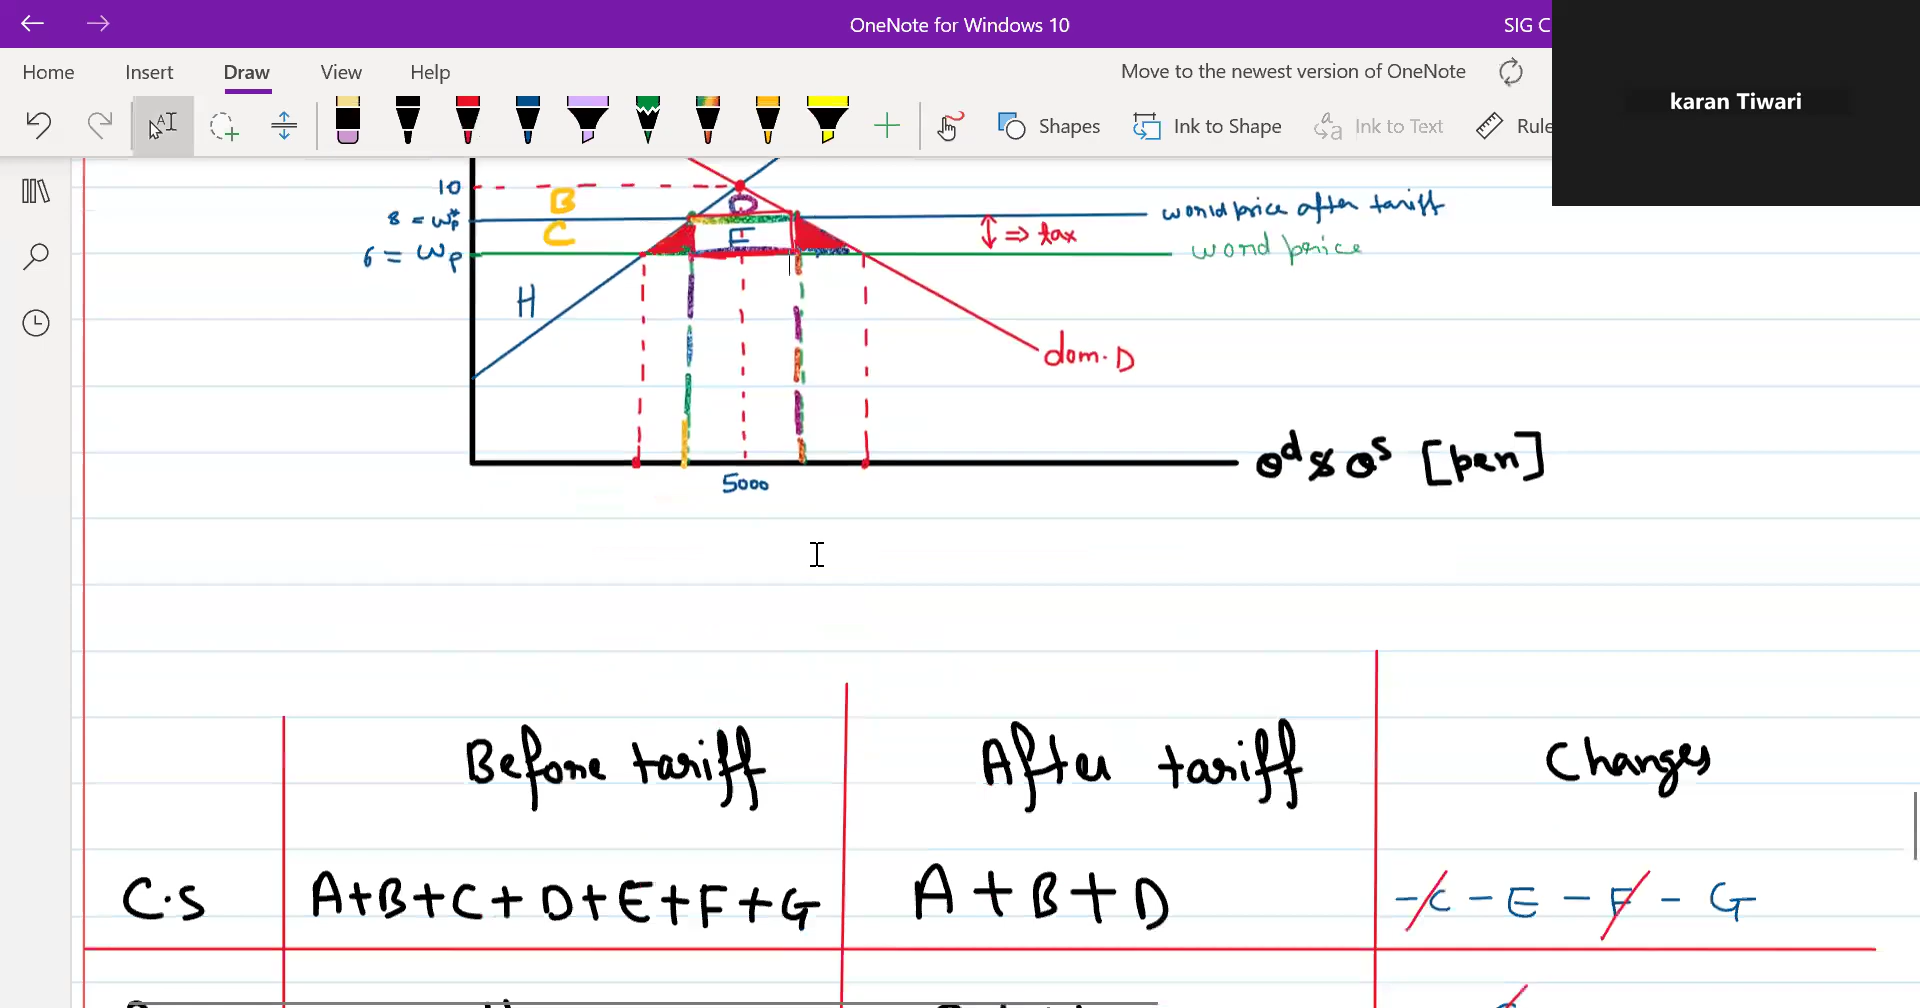 OneNote for Windows 10
SIG C
Home Insert Draw View Help
Move to the newest version of OneNote
karan Tiwari
Shapes
Ink to Shape
Ink to Text
Rule
10
B
D
8 = Wp*
world price after tariff
C
E
⇒ tax
6 = Wp
word price
H
dom. D
Qd & Qs [pen]
5000
Before tariff
After tariff
Changes
C.S
A+B+C+D+E+F+G
A+B+D
-C-E-F-G